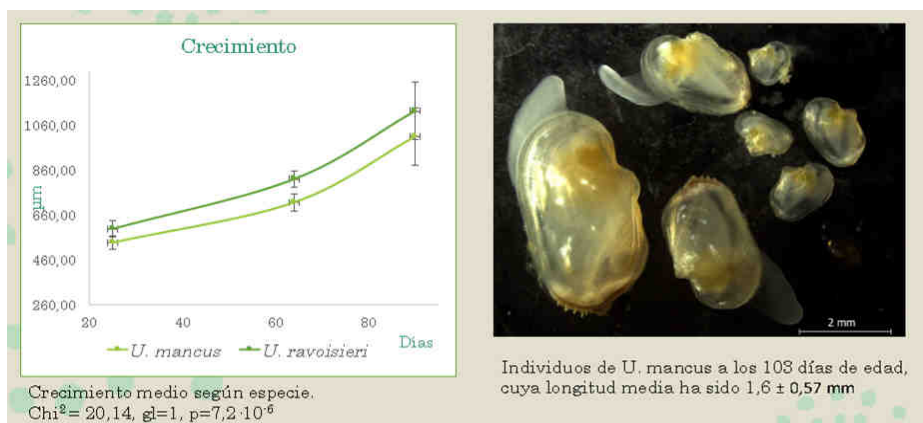 Crecimiento
1260,00
1060,00
860,00
660,00
460,00
260,00
µm
20
40
60
80
Días
U. mancus
U. ravoisieri
Crecimiento medio según especie.
Chi²= 20,14, gl=1, p=7,2·10⁻⁶
2 mm
Individuos de U. mancus a los 103 días de edad,
cuya longitud media ha sido 1,6 ± 0,57 mm